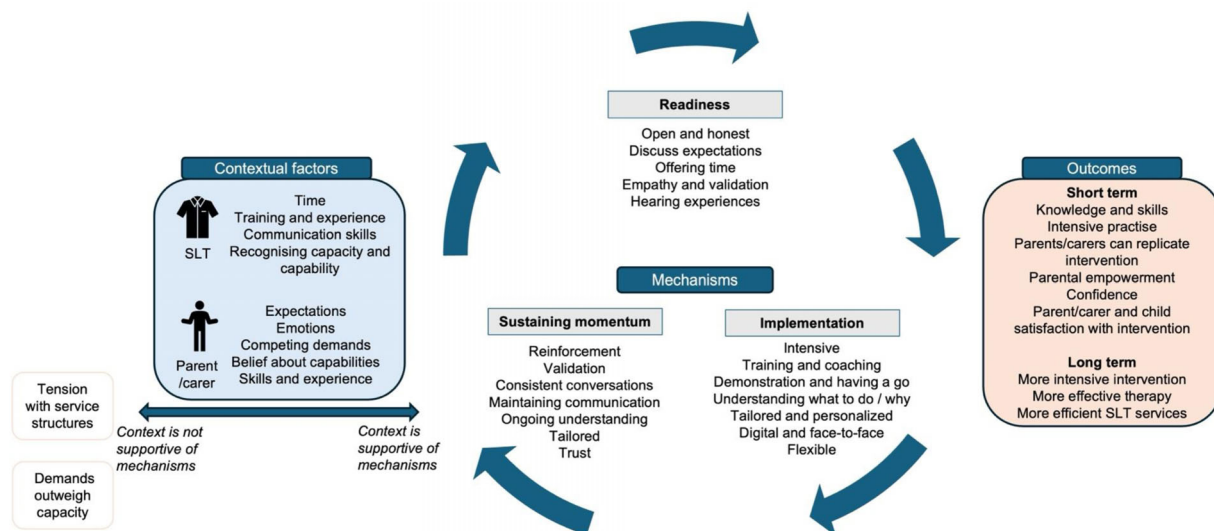 Contextual factors
SLT
Time
Training and experience
Communication skills
Recognising capacity and
capability
Parent
/carer
Expectations
Emotions
Competing demands
Belief about capabilities
Skills and experience
Tension
with service
structures
Context is not
supportive of
mechanisms
Context is
supportive of
mechanisms
Demands
outweigh
capacity
Readiness
Open and honest
Discuss expectations
Offering time
Empathy and validation
Hearing experiences
Mechanisms
Sustaining momentum
Reinforcement
Validation
Consistent conversations
Maintaining communication
Ongoing understanding
Tailored
Trust
Implementation
Intensive
Training and coaching
Demonstration and having a go
Understanding what to do / why
Tailored and personalized
Digital and face-to-face
Flexible
Outcomes
Short term
Knowledge and skills
Intensive practise
Parents/carers can replicate
intervention
Parental empowerment
Confidence
Parent/carer and child
satisfaction with intervention
Long term
More intensive intervention
More effective therapy
More efficient SLT services